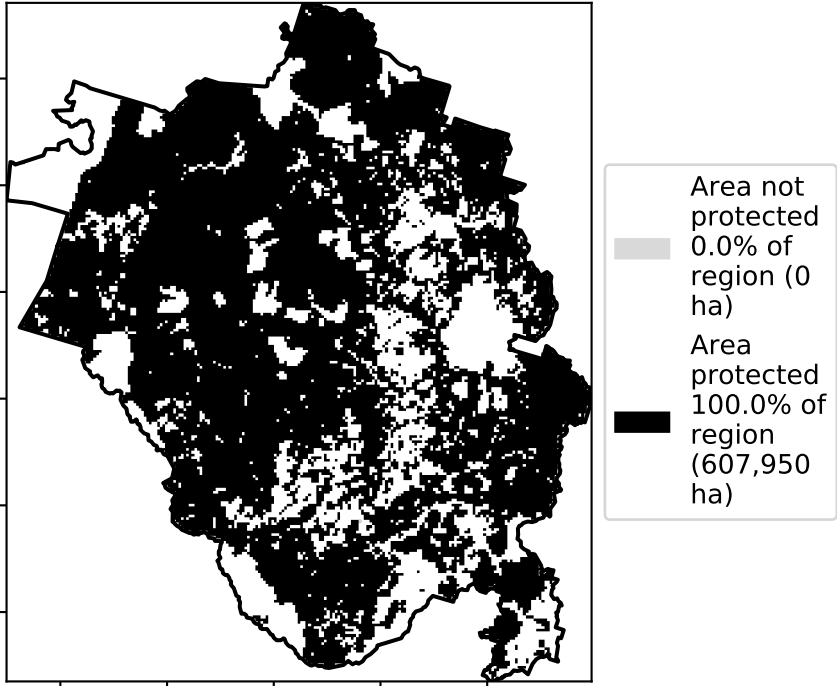 Area not
protected
0.0% of
region (0
ha)
Area
protected
100.0% of
region
(607,950
ha)